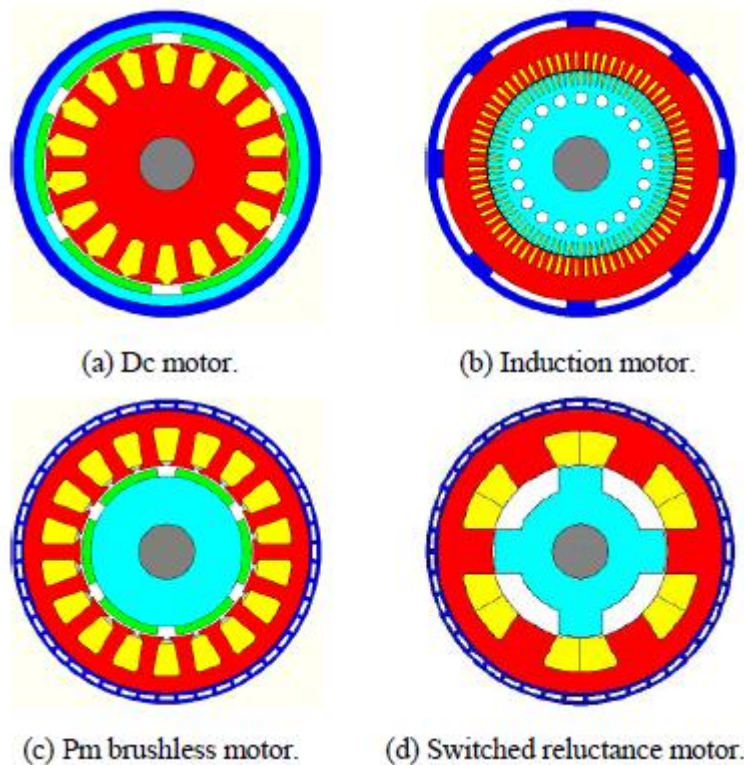 (a) Dc motor.
(b) Induction motor.
(c) Pm brushless motor.
(d) Switched reluctance motor.